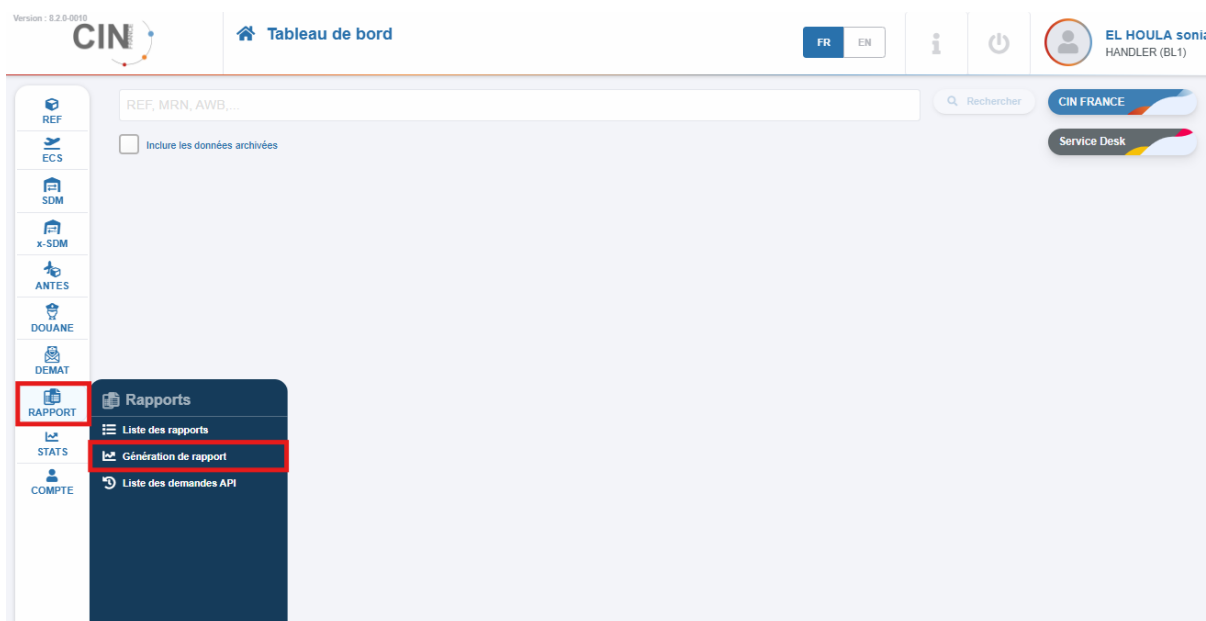 Version : 8.2.0-0010
CIN FRANCE
Tableau de bord
FR EN
EL HOULA sonia
HANDLER (BL1)
REF
REF, MRN, AWB,...
Rechercher
CIN FRANCE
Inclure les données archivées
Service Desk
ECS
SDM
x-SDM
ANTES
DOUANE
DEMAT
RAPPORT
Rapports
Liste des rapports
STATS
Génération de rapport
COMPTE
Liste des demandes API